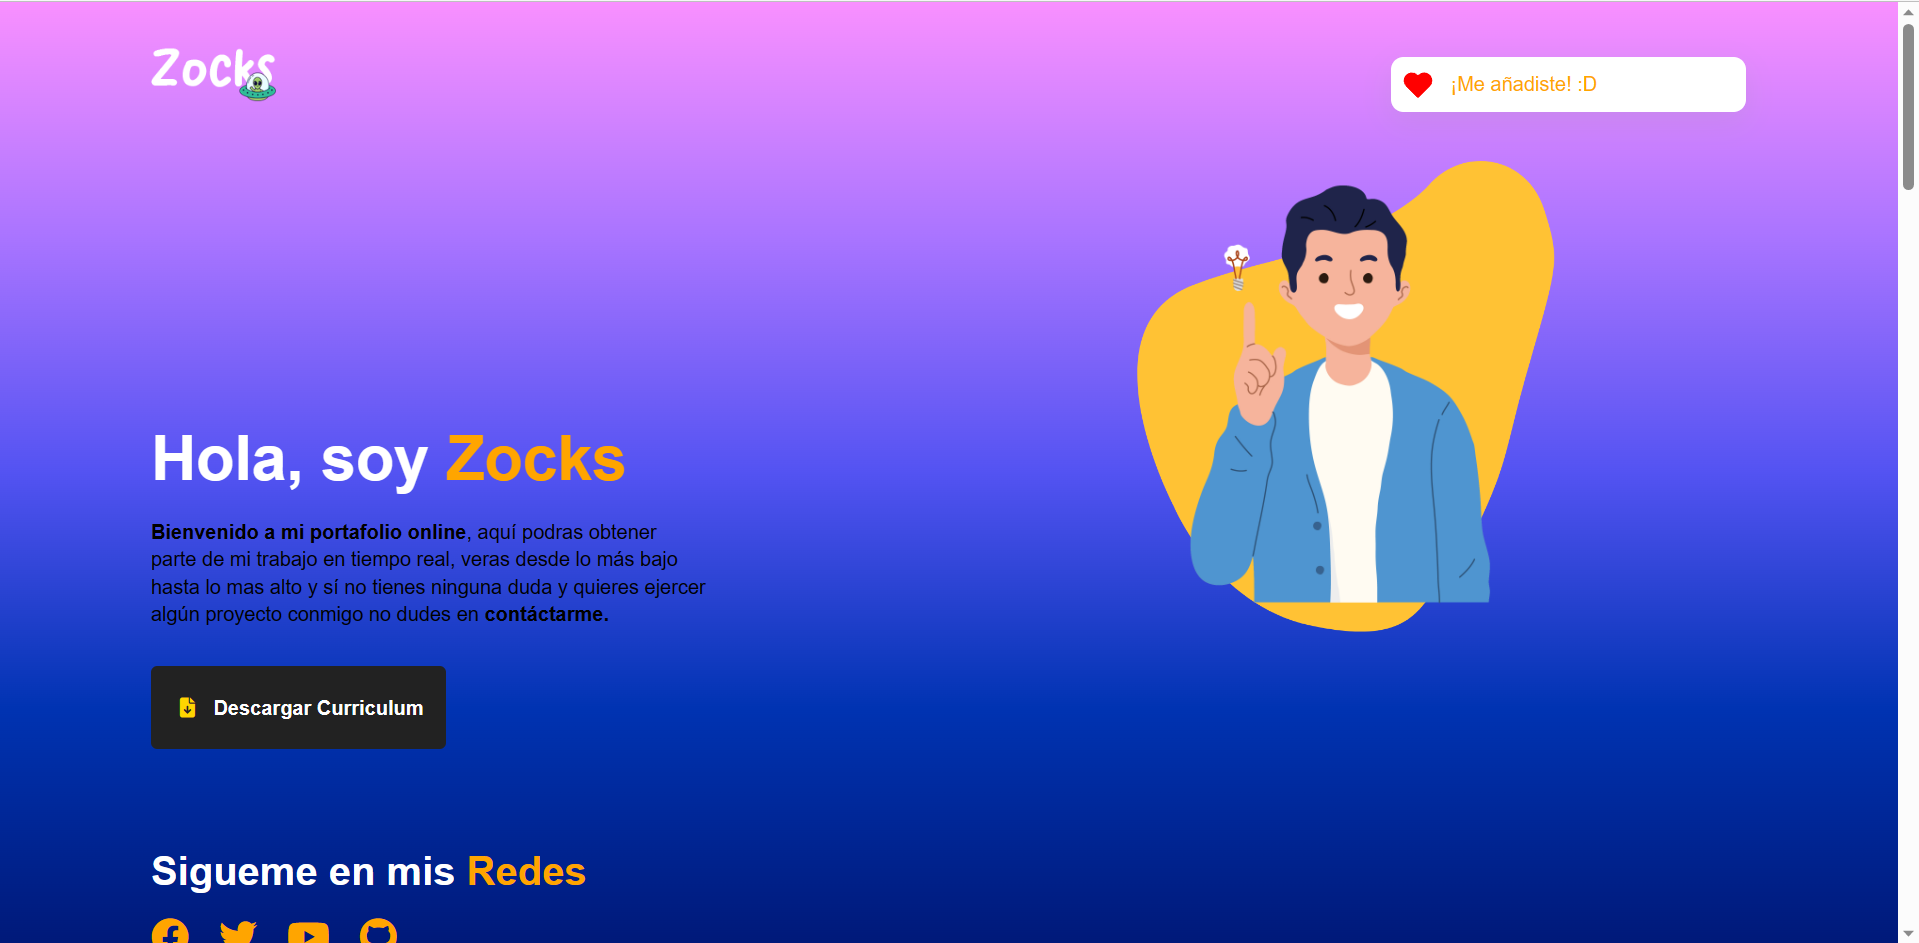 Zocks
¡Me añadiste! :D
Hola, soy Zocks
Bienvenido a mi portafolio online, aquí podras obtener
parte de mi trabajo en tiempo real, veras desde lo más bajo
hasta lo mas alto y sí no tienes ninguna duda y quieres ejercer
algún proyecto conmigo no dudes en contáctarme.
Descargar Curriculum
Sigueme en mis Redes